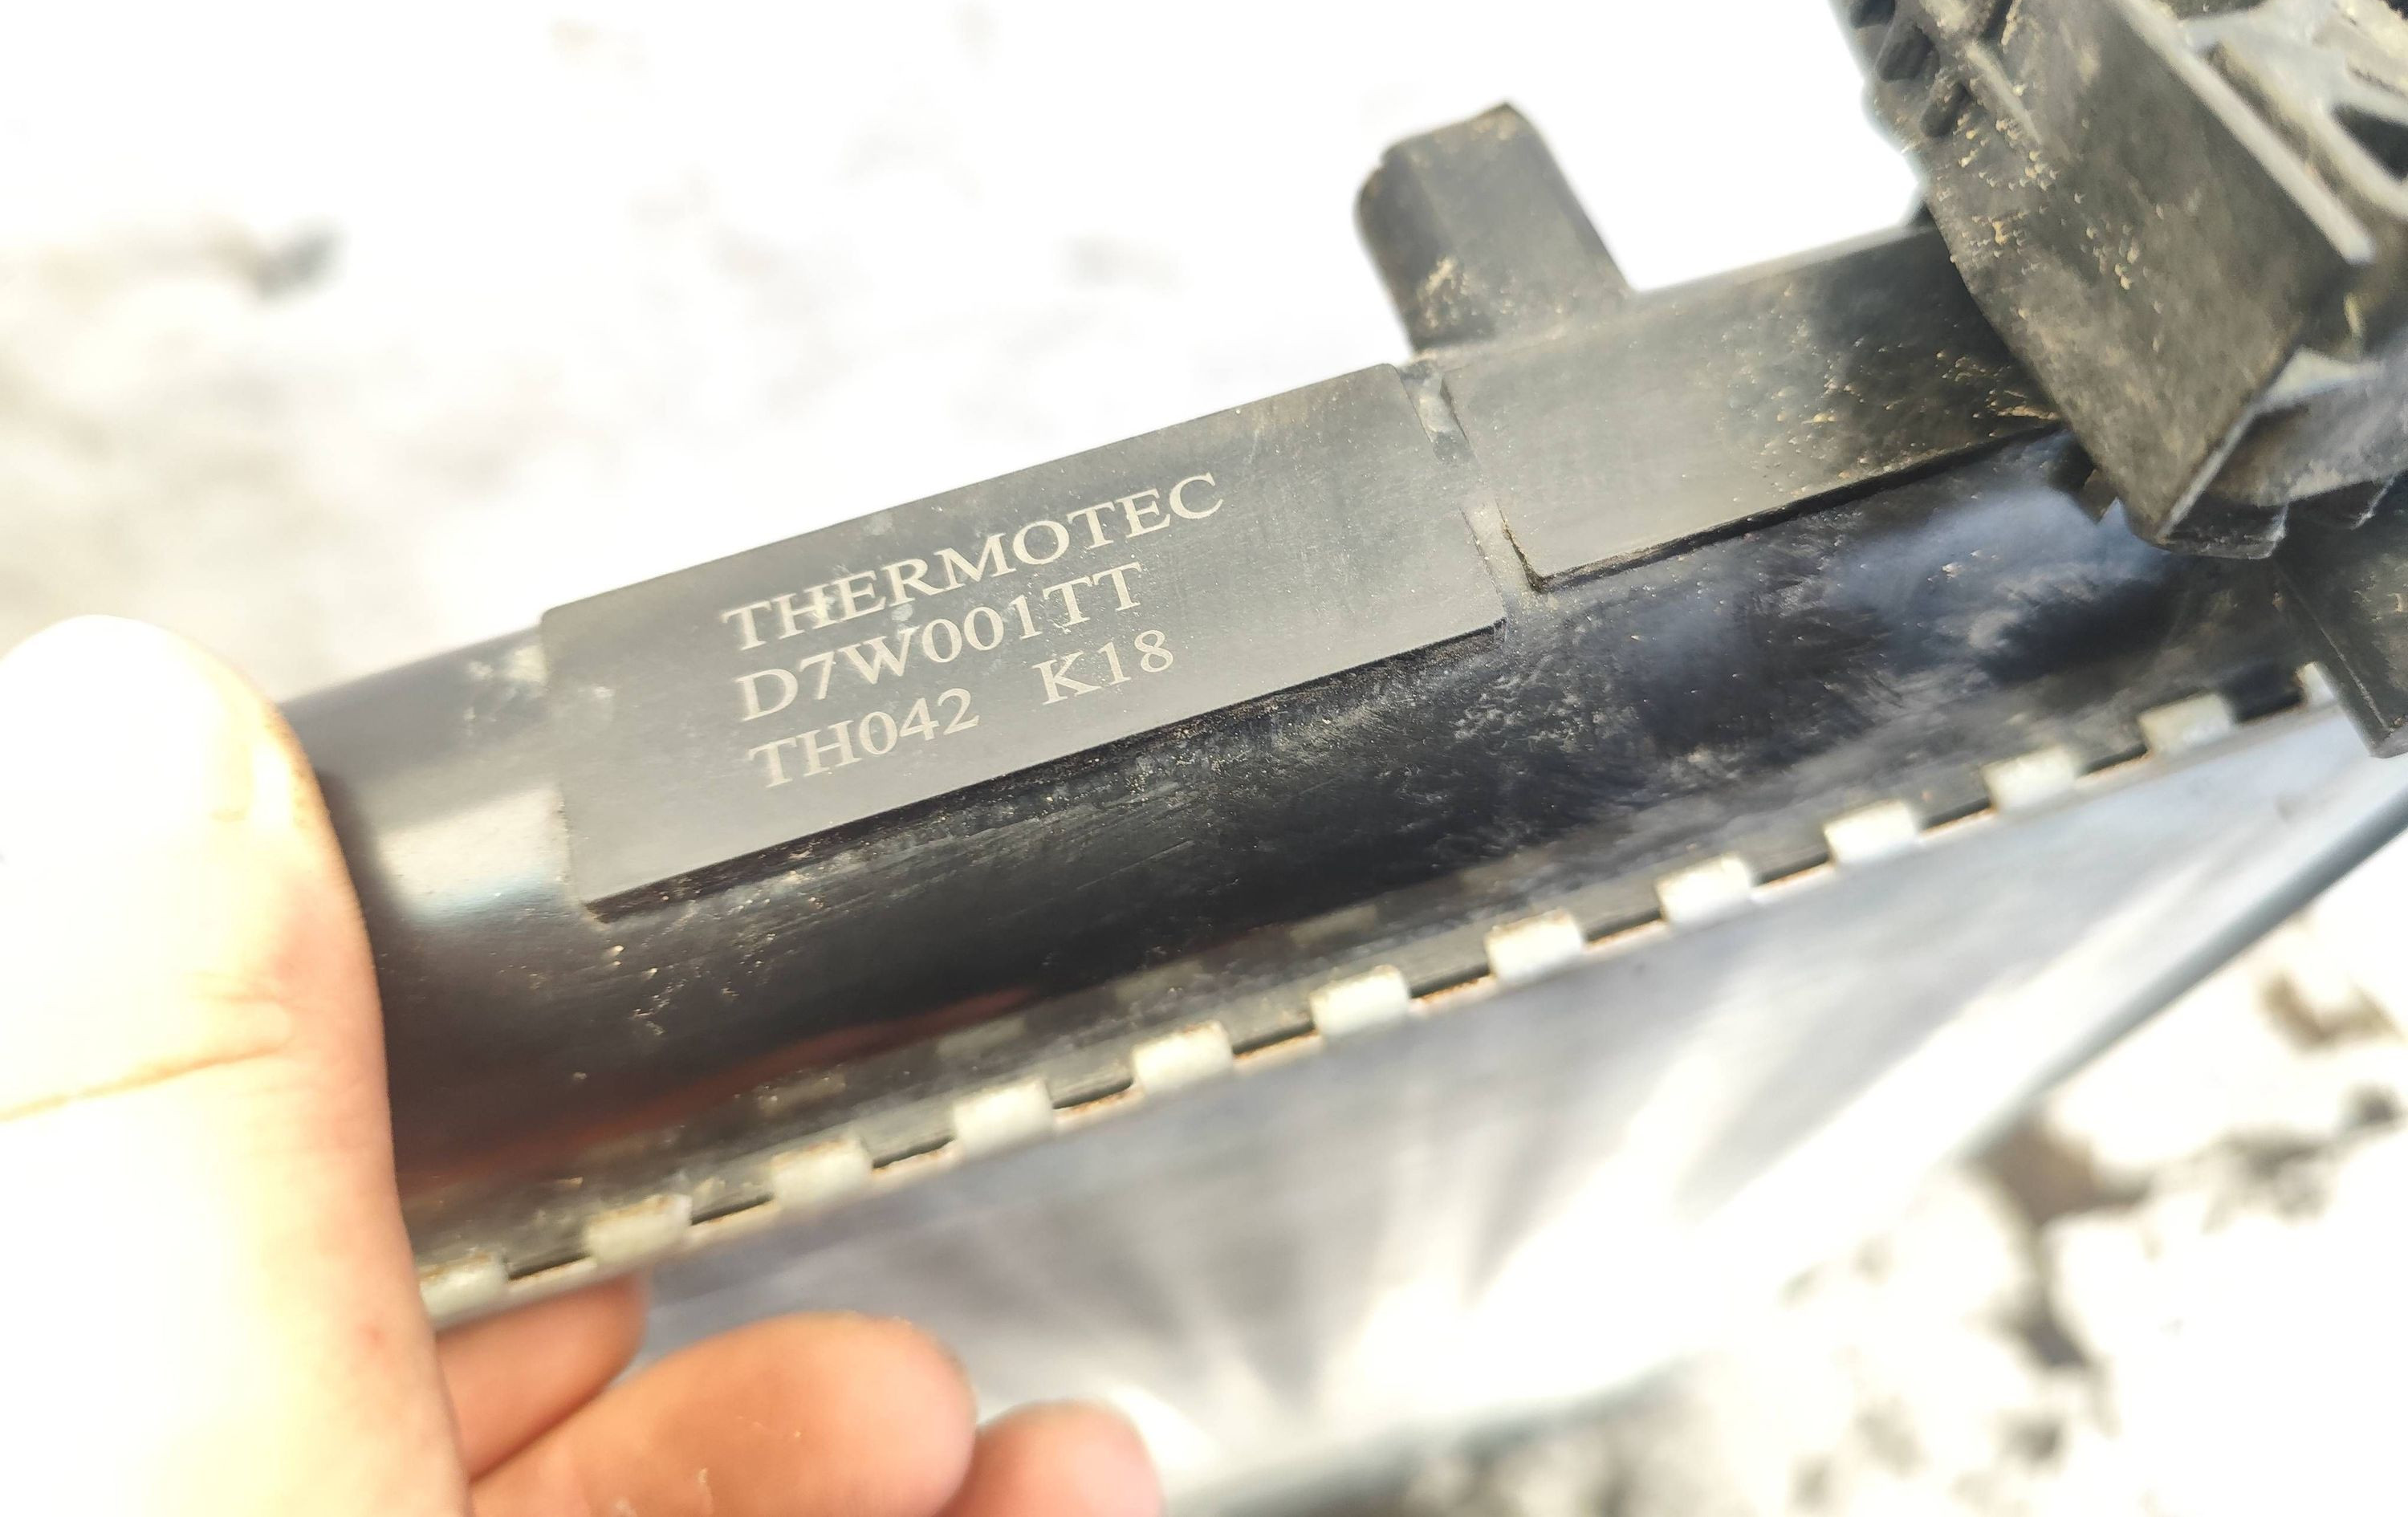 THERMOTEC
D7W001TT
TH042 K18